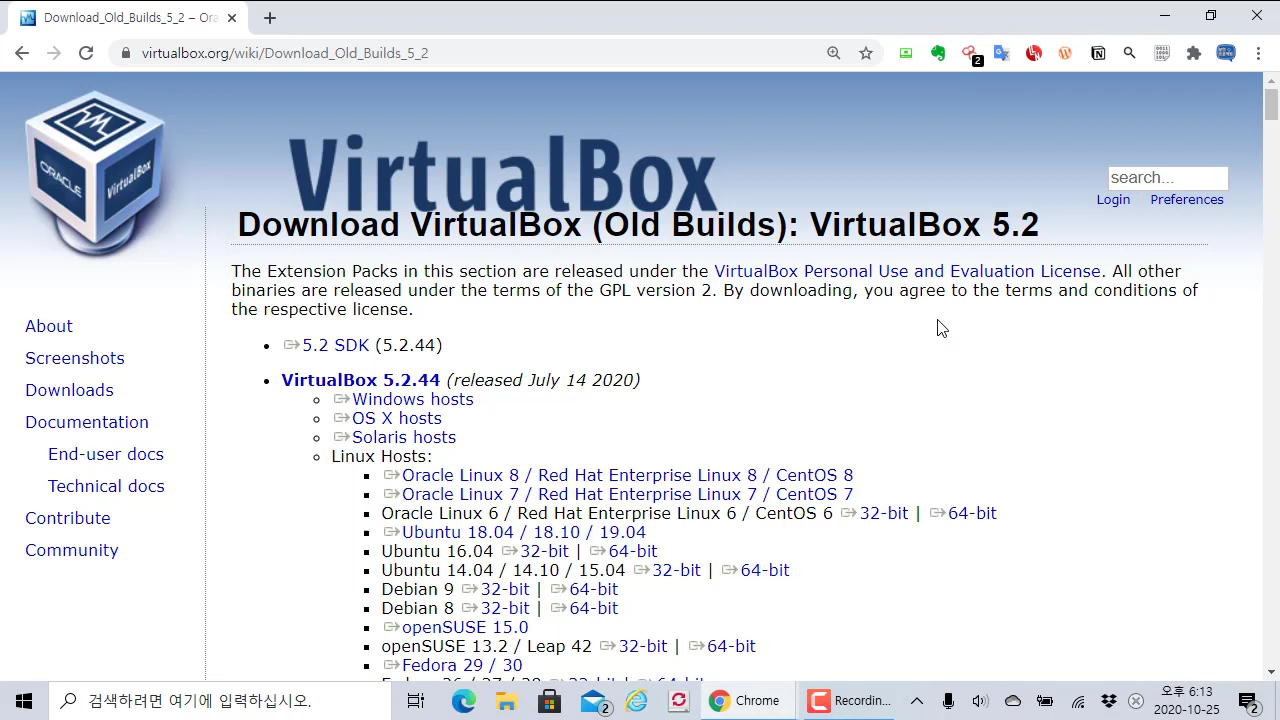 Download_Old_Builds_5_2 – Ora
virtualbox.org/wiki/Download_Old_Builds_5_2
2
ORACLE
VirtualBox
VirtualBox
search...
Login Preferences
Download VirtualBox (Old Builds): VirtualBox 5.2
The Extension Packs in this section are released under the VirtualBox Personal Use and Evaluation License. All other
binaries are released under the terms of the GPL version 2. By downloading, you agree to the terms and conditions of
the respective license.
About
Screenshots
Downloads
Documentation
End-user docs
Technical docs
Contribute
Community
5.2 SDK (5.2.44)
VirtualBox 5.2.44 (released July 14 2020)
Windows hosts
OS X hosts
Solaris hosts
Linux Hosts:
Oracle Linux 8 / Red Hat Enterprise Linux 8 / CentOS 8
Oracle Linux 7 / Red Hat Enterprise Linux 7 / CentOS 7
Oracle Linux 6 / Red Hat Enterprise Linux 6 / CentOS 6 32-bit | 64-bit
Ubuntu 18.04 / 18.10 / 19.04
Ubuntu 16.04 32-bit | 64-bit
Ubuntu 14.04 / 14.10 / 15.04 32-bit | 64-bit
Debian 9 32-bit | 64-bit
Debian 8 32-bit | 64-bit
openSUSE 15.0
openSUSE 13.2 / Leap 42 32-bit | 64-bit
Fedora 29 / 30
검색하려면 여기에 입력하십시오.
2
Chrome
Recordin...
오후 6:13
2020-10-25
2